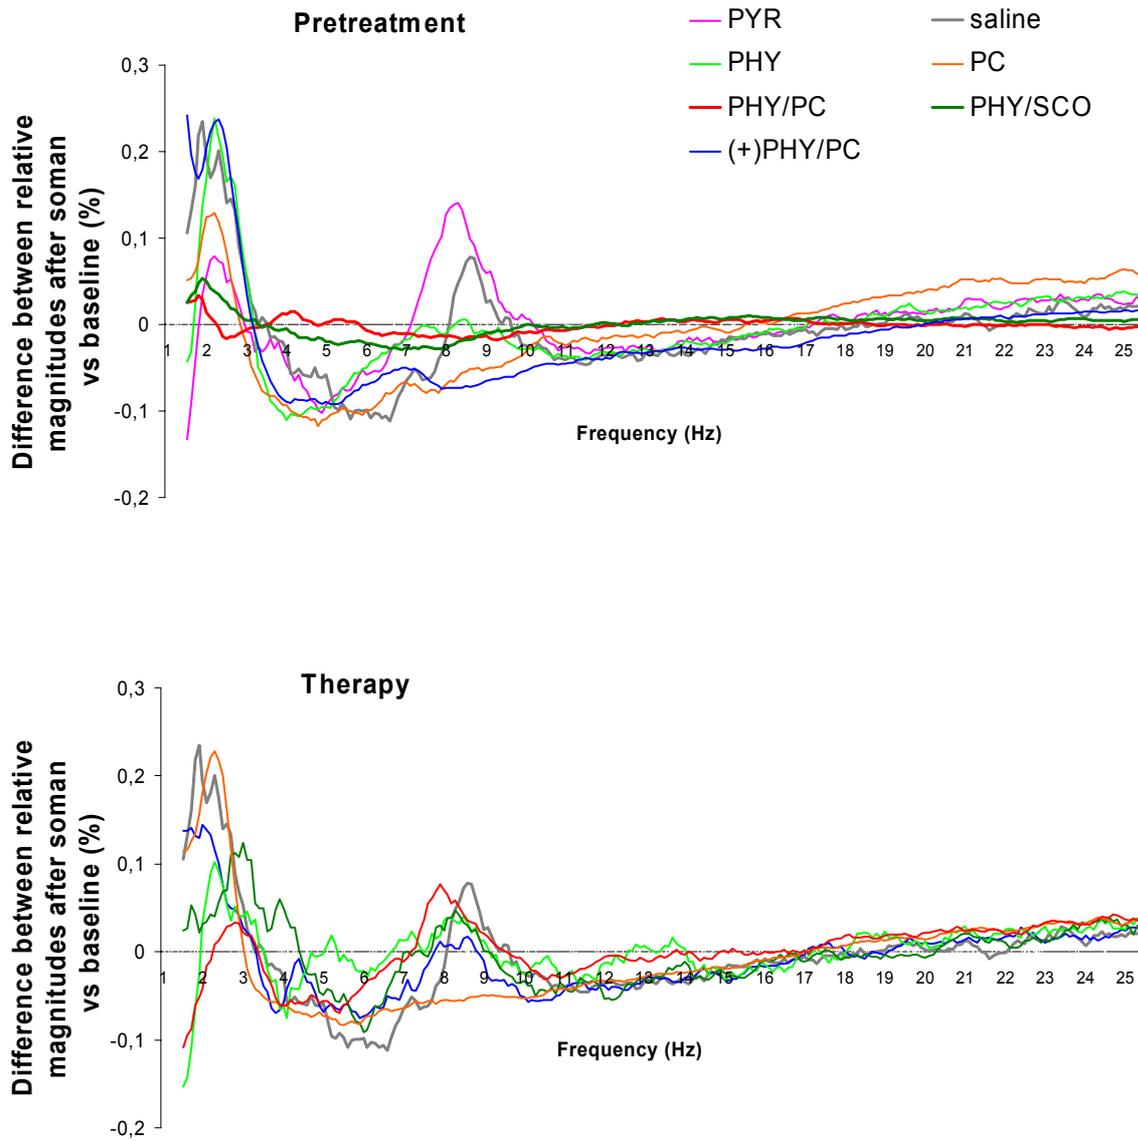 Pretreatment
PYR
saline
PHY
PC
PHY/PC
PHY/SCO
(+)PHY/PC
Difference between relative
magnitudes after soman
vs baseline (%)
0,3
0,2
0,1
0
-0,1
-0,2
1 2 3 4 5 6 7 8 9 10 11 12 13 14 15 16 17 18 19 20 21 22 23 24 25
Frequency (Hz)
Therapy
Difference between relative
magnitudes after soman
vs baseline (%)
0,3
0,2
0,1
0
-0,1
-0,2
1 2 3 4 5 6 7 8 9 10 11 12 13 14 15 16 17 18 19 20 21 22 23 24 25
Frequency (Hz)